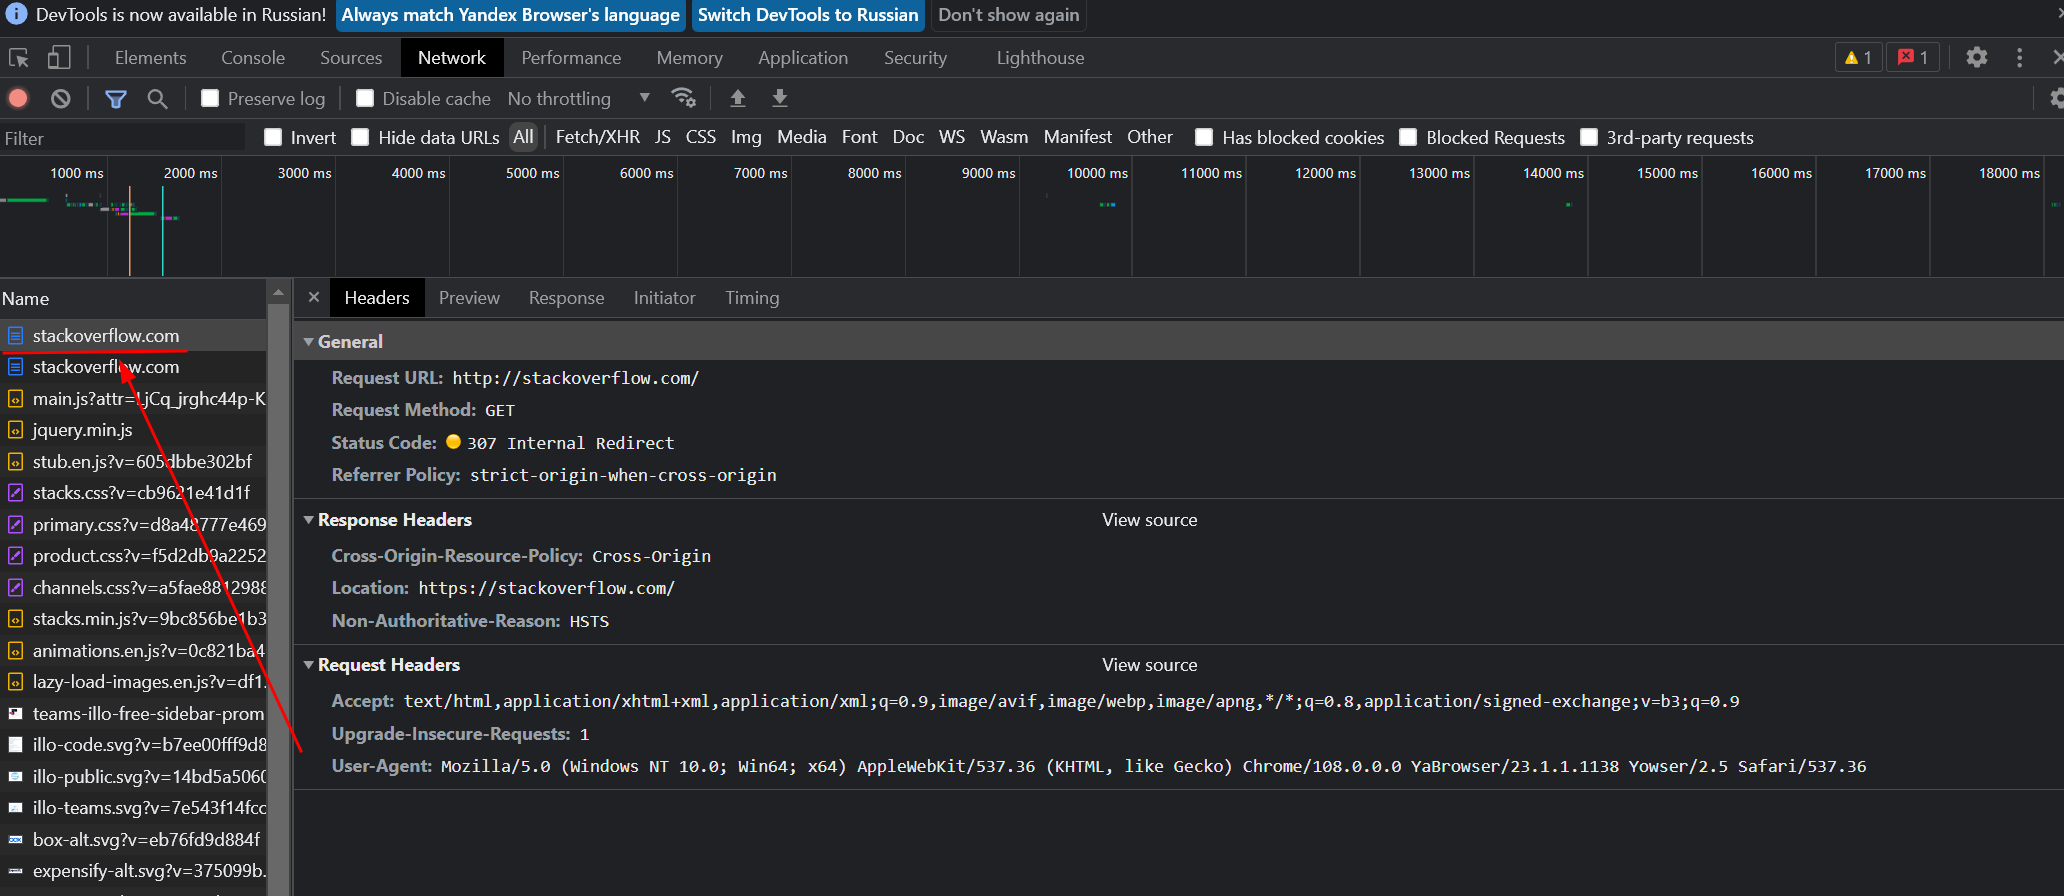 DevTools is now available in Russian! Always match Yandex Browser's language Switch DevTools to Russian Don't show again
Elements Console Sources Network Performance Memory Application Security Lighthouse 1 1
Preserve log Disable cache No throttling
Filter Invert Hide data URLs All Fetch/XHR JS CSS Img Media Font Doc WS Wasm Manifest Other Has blocked cookies Blocked Requests 3rd-party requests
1000 ms 2000 ms 3000 ms 4000 ms 5000 ms 6000 ms 7000 ms 8000 ms 9000 ms 10000 ms 11000 ms 12000 ms 13000 ms 14000 ms 15000 ms 16000 ms 17000 ms 18000 ms
Name
stackoverflow.com
stackoverflow.com
main.js?attr=LjCq_jrghc44p-K
jquery.min.js
stub.en.js?v=605dbbe302bf
stacks.css?v=cb9621e41d1f
primary.css?v=d8a48777e469
product.css?v=f5d2db9a2252
channels.css?v=a5fae8812988
stacks.min.js?v=9bc856be1b3
animations.en.js?v=0c821ba4
lazy-load-images.en.js?v=df1.
teams-illo-free-sidebar-prom
illo-code.svg?v=b7ee00fff9d8
illo-public.svg?v=14bd5a5060
illo-teams.svg?v=7e543f14fcc
box-alt.svg?v=eb76fd9d884f
expensify-alt.svg?v=375099b.
Headers Preview Response Initiator Timing
General
Request URL: http://stackoverflow.com/
Request Method: GET
Status Code: 307 Internal Redirect
Referrer Policy: strict-origin-when-cross-origin
Response Headers View source
Cross-Origin-Resource-Policy: Cross-Origin
Location: https://stackoverflow.com/
Non-Authoritative-Reason: HSTS
Request Headers View source
Accept: text/html,application/xhtml+xml,application/xml;q=0.9,image/avif,image/webp,image/apng,*/*;q=0.8,application/signed-exchange;v=b3;q=0.9
Upgrade-Insecure-Requests: 1
User-Agent: Mozilla/5.0 (Windows NT 10.0; Win64; x64) AppleWebKit/537.36 (KHTML, like Gecko) Chrome/108.0.0.0 YaBrowser/23.1.1.1138 Yowser/2.5 Safari/537.36